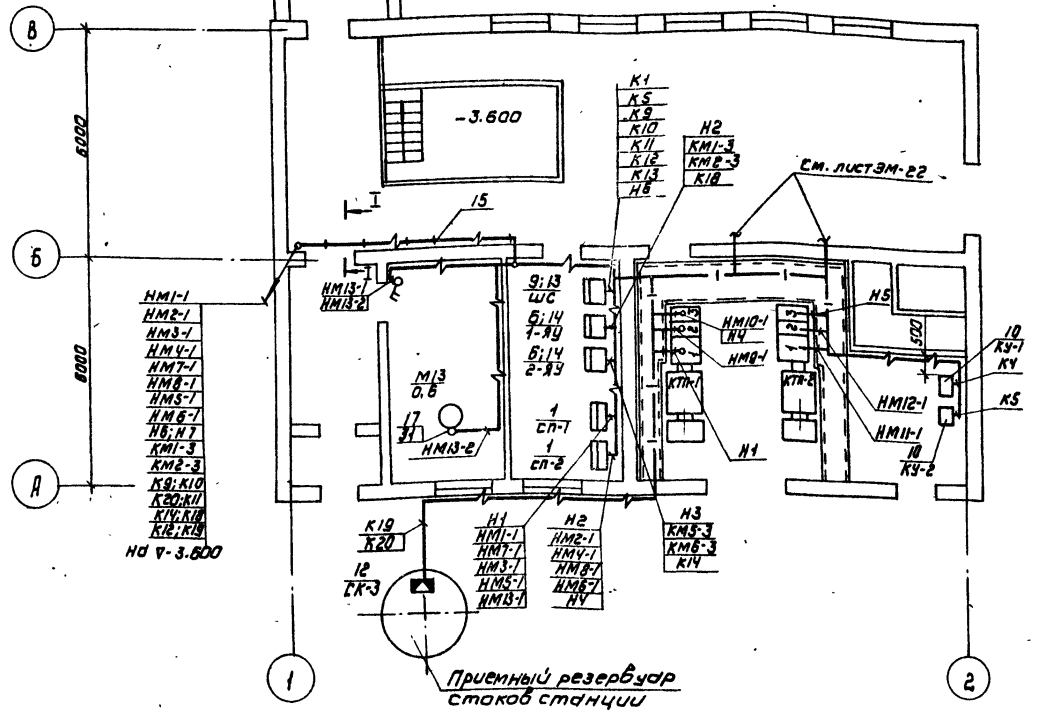 В
6000
Б
6000
А
1
2
-3.600
I
I
15
К1
К5
К9
К10
К11
К12
К13
Н6
Н2
КМ1-3
КМ2-3
К18
См. лист ЭМ-22
НМ1-1
НМ2-1
НМ3-1
НМ4-1
НМ7-1
НМ8-1
НМ5-1
НМ6-1
Н6; Н7
КМ1-3
КМ2-3
К9; К10
К20; К11
К14; К18
К12; К19
На ∇-3.600
НМ13-1
НМ13-2
9; 13
ШС
6; 14
1-ЯУ
6; 14
2-ЯУ
М13
0,6
17
НМ13-2
1
СП-1
1
СП-2
3
2
1
КТП-1
НМ10-1
Н4
НМ9-1
Н1
3
2
1
КТП-2
Н5
НМ12-1
НМ11-1
500
10
КУ-1
К4
К5
10
КУ-2
К19
К20
12
СК-3
Н1
НМ1-1
НМ7-1
НМ3-1
НМ5-1
НМ13-1
Н2
НМ2-1
НМ4-1
НМ8-1
НМ6-1
Н4
Н3
КМ5-3
КМ6-3
К14
Приемный резервуар
стоков станции